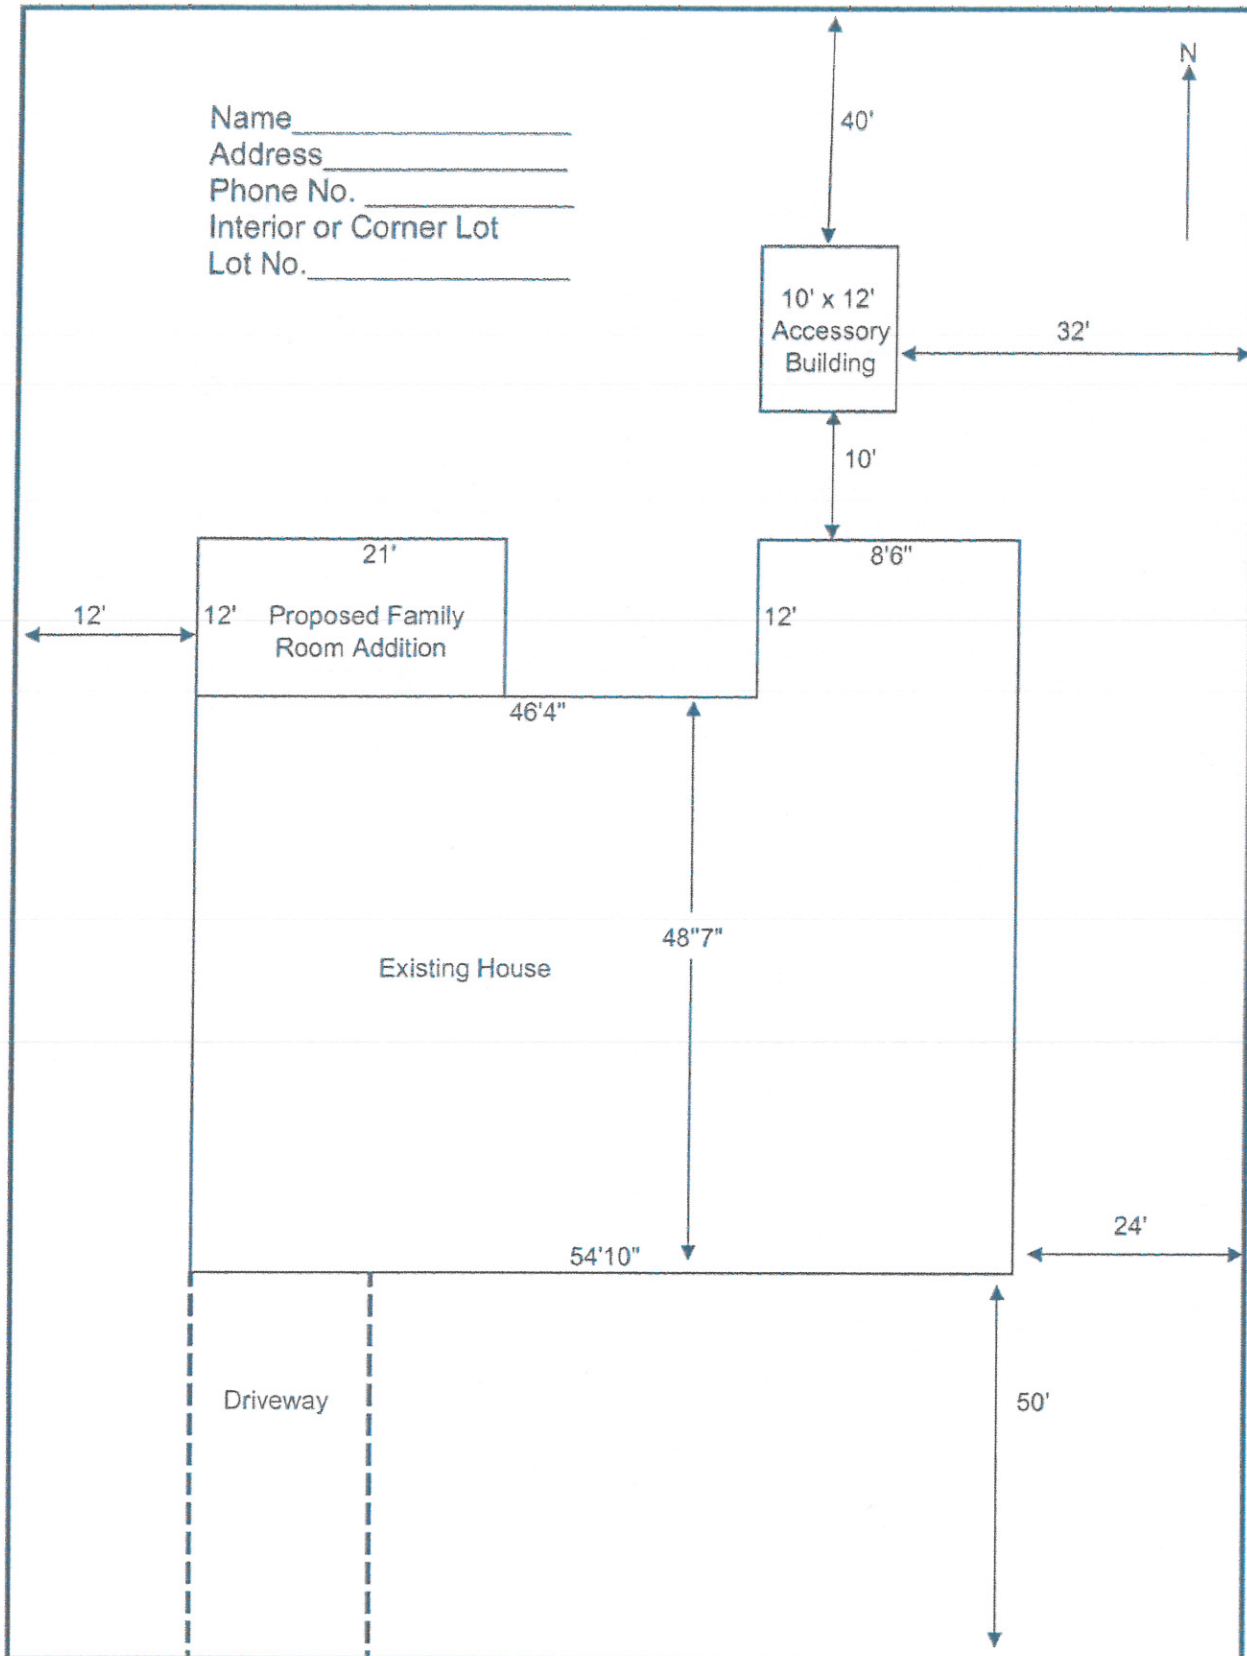 N
40'
Name
Address
Phone No.
Interior or Corner Lot
Lot No.
10' x 12'
Accessory
Building
32'
10'
21'
8'6"
12'
12'
Proposed Family
Room Addition
12'
46'4"
48"7"
Existing House
24'
54'10"
Driveway
50'